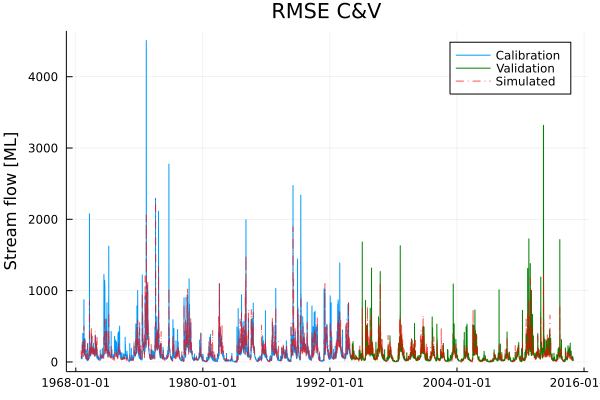 RMSE C&V
Calibration
Validation
Simulated
Stream flow [ML]
4000
3000
2000
1000
0
1968-01-01
1980-01-01
1992-01-01
2004-01-01
2016-01